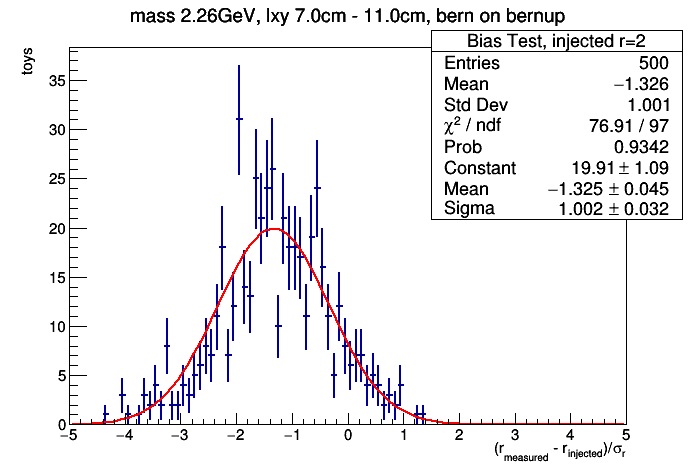 mass 2.26GeV, lxy 7.0cm - 11.0cm, bern on bernup
Bias Test, injected r=2
Entries 500
Mean −1.326
Std Dev 1.001
χ² / ndf 76.91 / 97
Prob 0.9342
Constant 19.91 ± 1.09
Mean −1.325 ± 0.045
Sigma 1.002 ± 0.032
toys
35
30
25
20
15
10
5
0
−5 −4 −3 −2 −1 0 1 2 3 4 5
(r_measured - r_injected)/σ_r